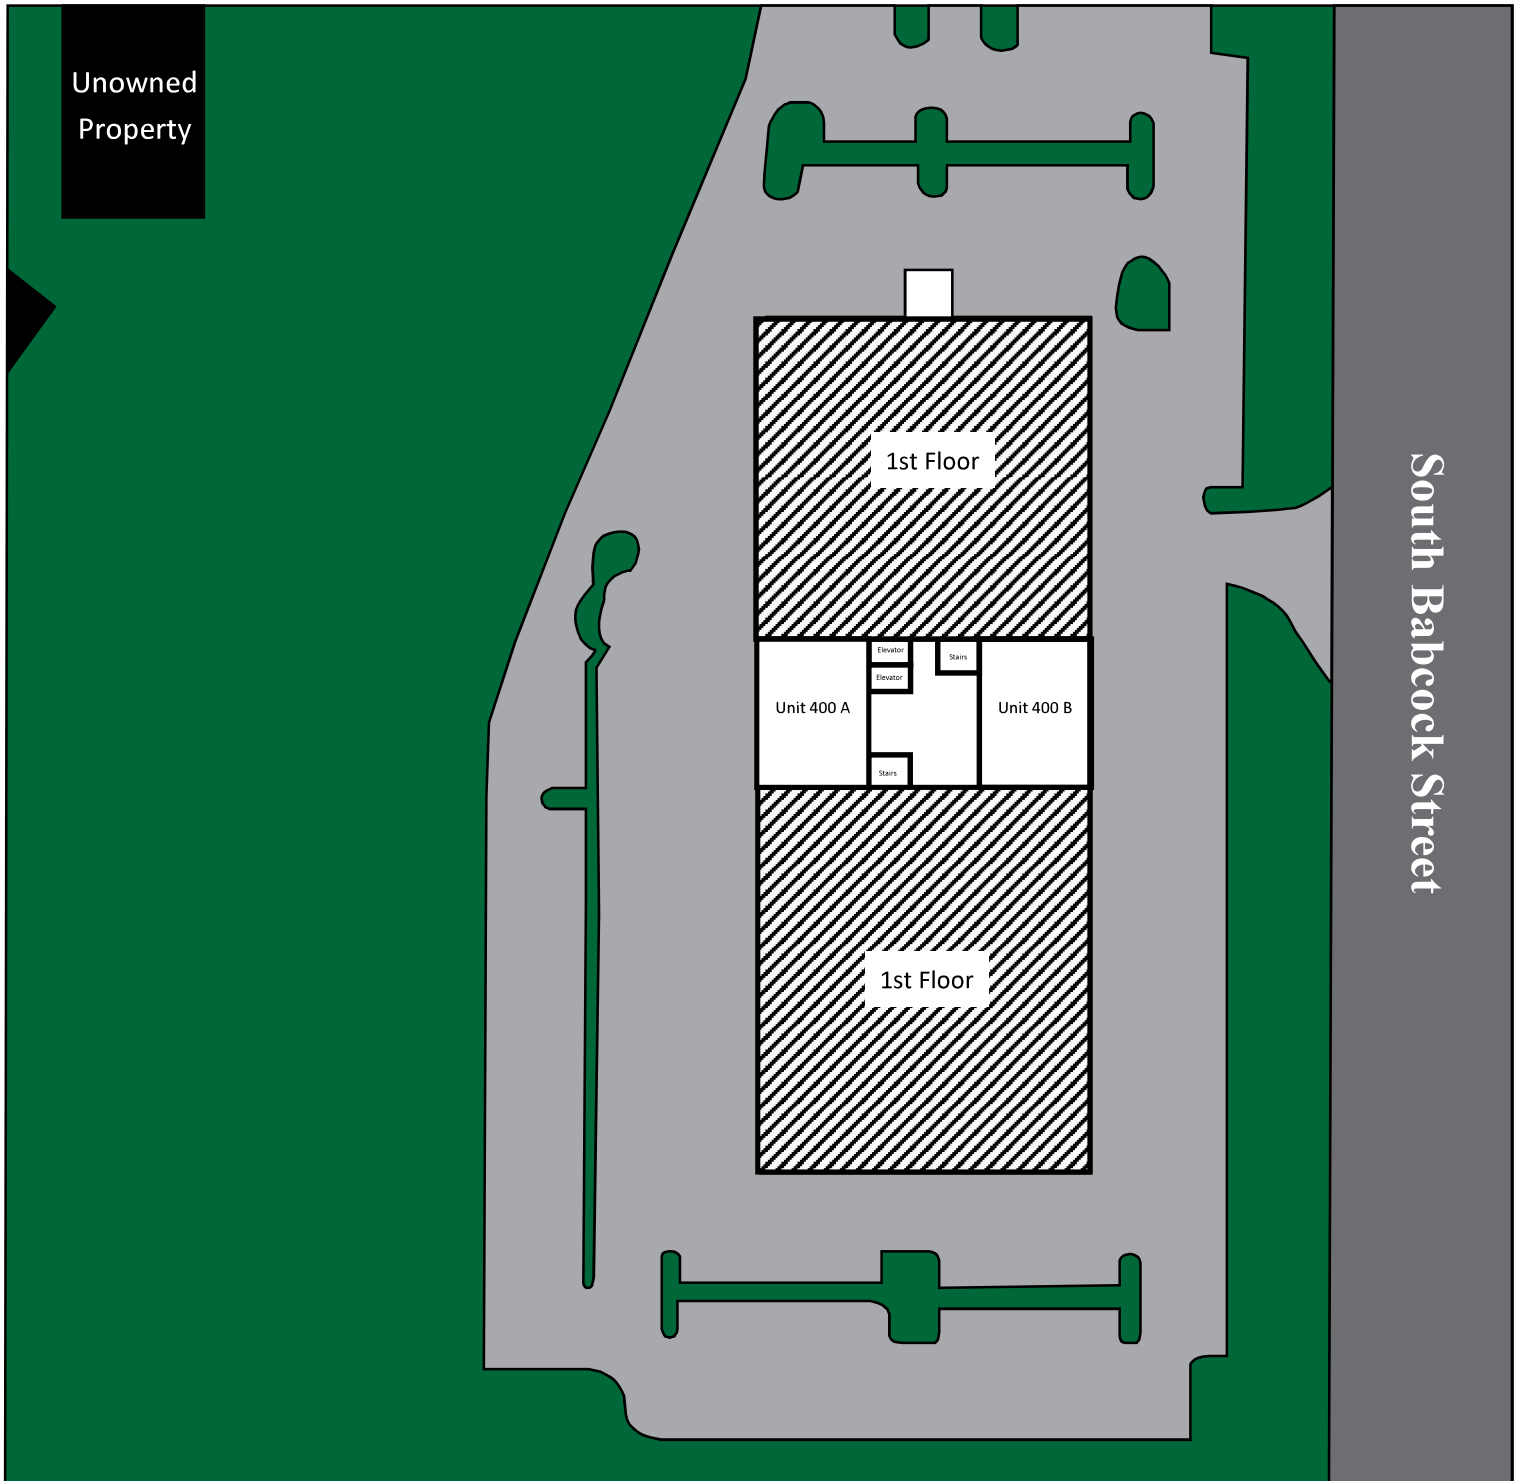 Unowned
Property
1st Floor
Elevator
Stairs
Elevator
Unit 400 A
Unit 400 B
Stairs
1st Floor
South Babcock Street